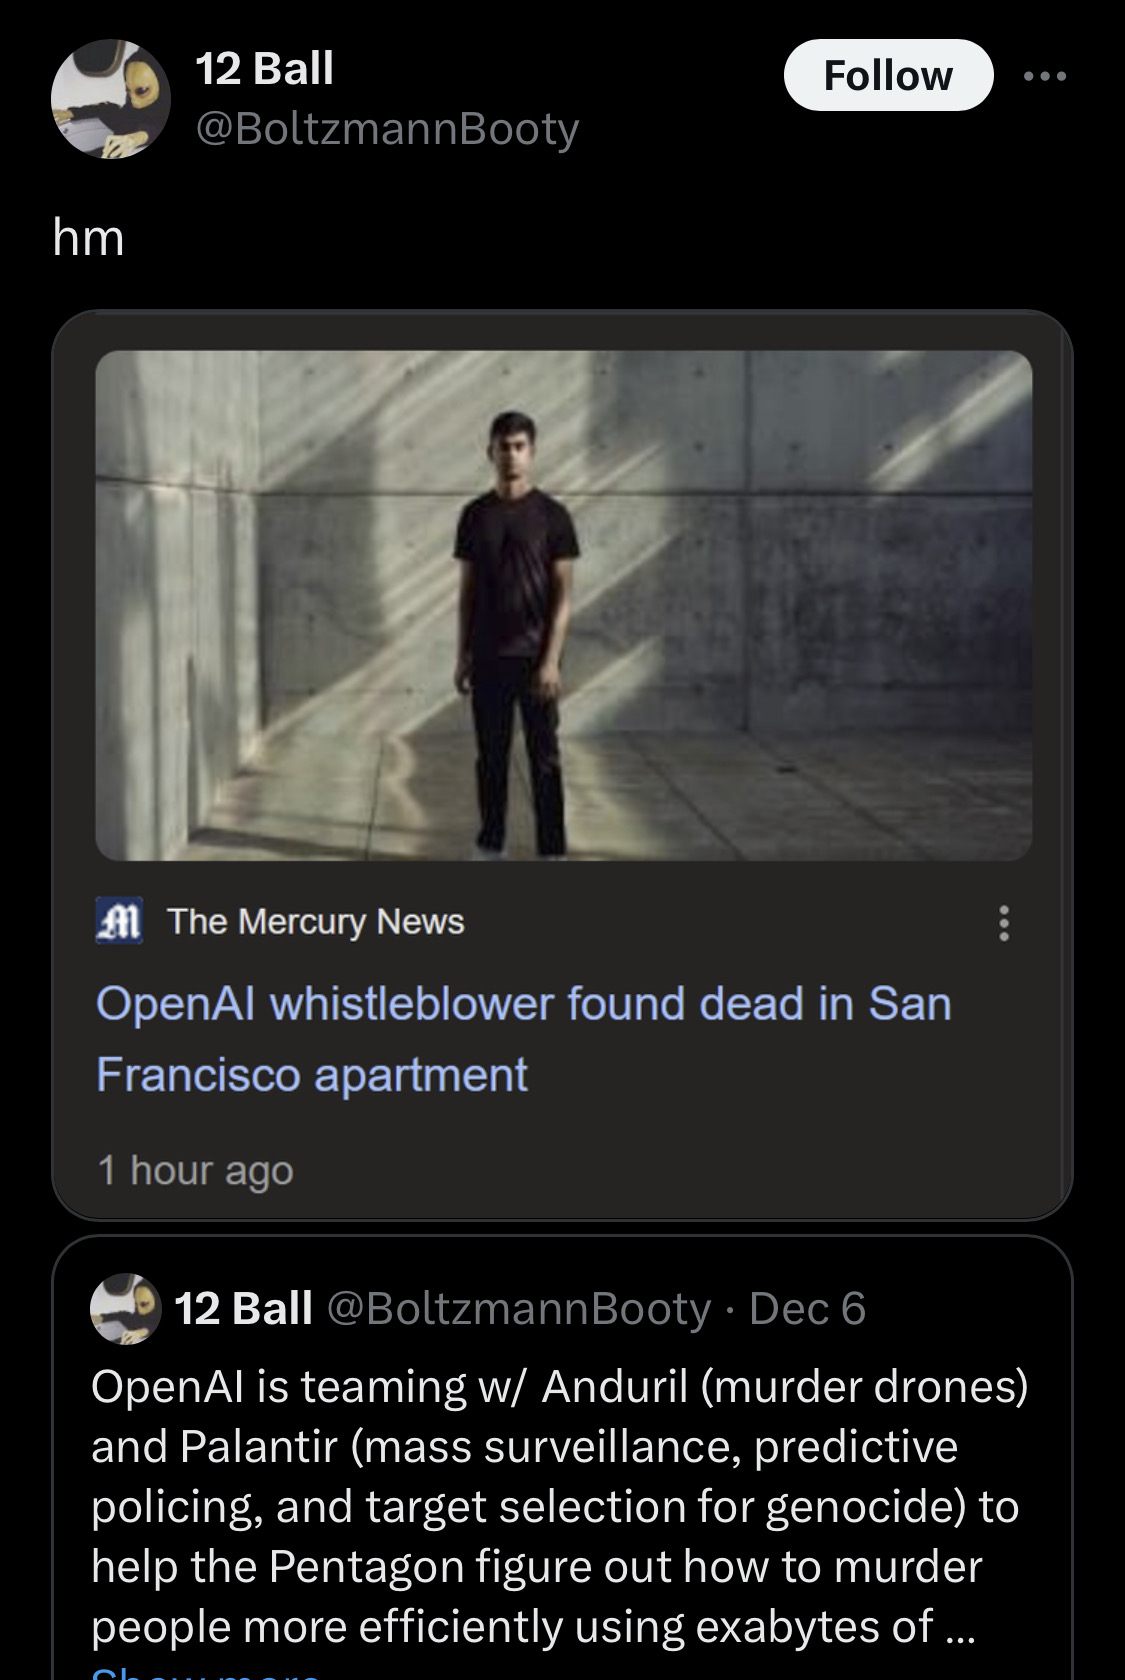 12 Ball
@BoltzmannBooty
Follow
hm
The Mercury News
OpenAI whistleblower found dead in San
Francisco apartment
1 hour ago
12 Ball @BoltzmannBooty · Dec 6
OpenAI is teaming w/ Anduril (murder drones)
and Palantir (mass surveillance, predictive
policing, and target selection for genocide) to
help the Pentagon figure out how to murder
people more efficiently using exabytes of ...
Show more